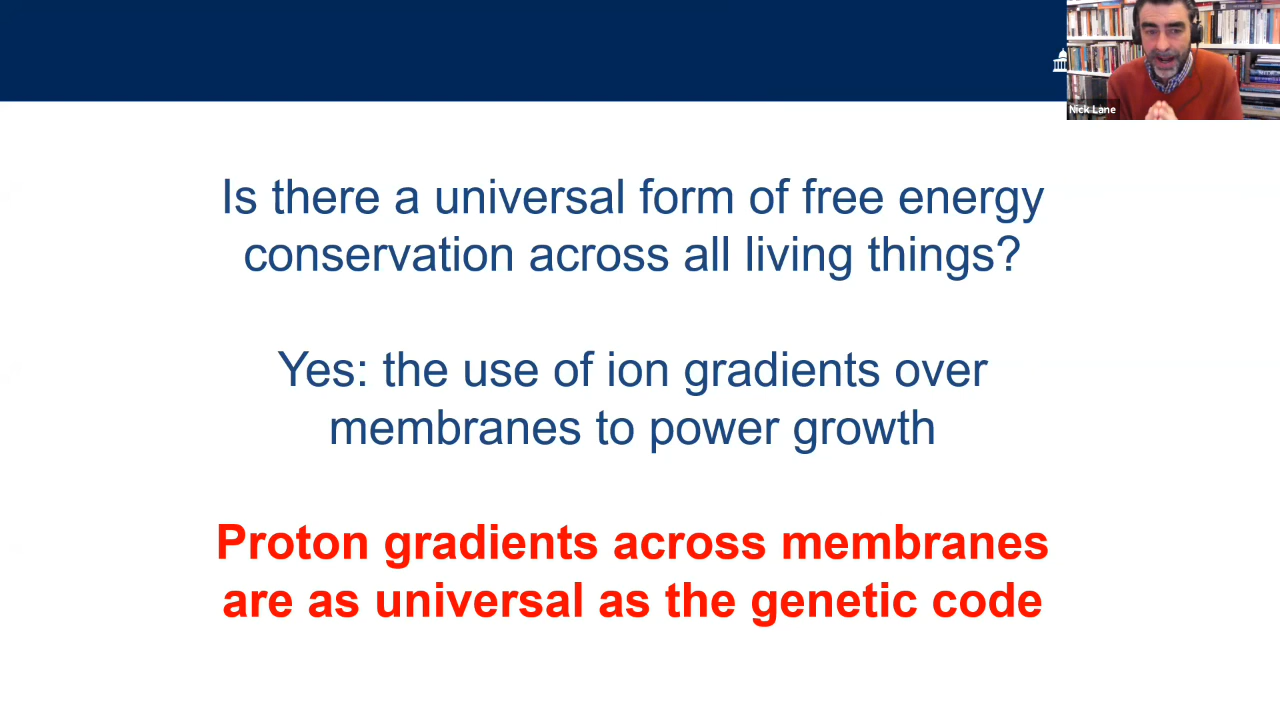 Nick Lane
Is there a universal form of free energy
conservation across all living things?
Yes: the use of ion gradients over
membranes to power growth
Proton gradients across membranes
are as universal as the genetic code